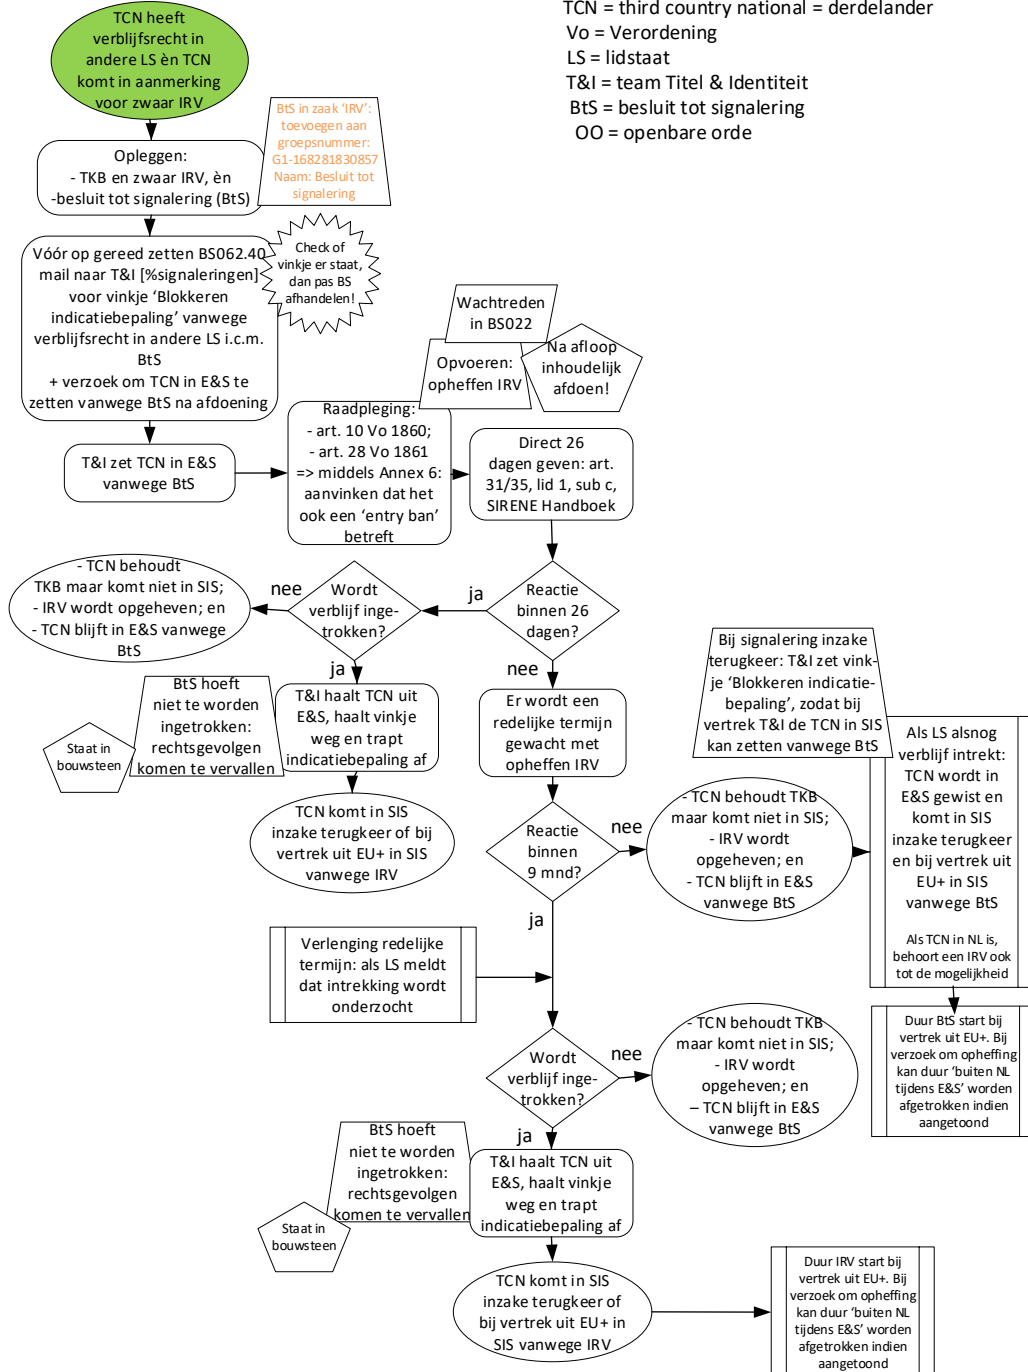 TCN = third country national = derdelander
Vo = Verordening
LS = lidstaat
T&I = team Titel & Identiteit
BtS = besluit tot signalering
OO = openbare orde
TCN heeft
verblijfsrecht in
andere LS èn TCN
komt in aanmerking
voor zwaar IRV
BtS in zaak ‘IRV’:
toevoegen aan
groepsnummer:
G1-168281830857
Naam: Besluit tot
signalering
Opleggen:
- TKB en zwaar IRV, èn
-besluit tot signalering (BtS)
Vóór op gereed zetten BS062.40
mail naar T&I [%signaleringen]
voor vinkje ‘Blokkeren
indicatiebepaling’ vanwege
verblijfsrecht in andere LS i.c.m.
BtS
+ verzoek om TCN in E&S te
zetten vanwege BtS na afdoening
Check of
vinkje er staat,
dan pas BS
afhandelen!
Wachtreden
in BS022
Opvoeren:
opheffen IRV
Na afloop
inhoudelijk
afdoen!
T&I zet TCN in E&S
vanwege BtS
Raadpleging:
- art. 10 Vo 1860;
- art. 28 Vo 1861
=> middels Annex 6:
aanvinken dat het
ook een ‘entry ban’
betreft
Direct 26
dagen geven: art.
31/35, lid 1, sub c,
SIRENE Handboek
- TCN behoudt
TKB maar komt niet in SIS;
- IRV wordt opgeheven; en
- TCN blijft in E&S vanwege
BtS
nee
Wordt
verblijf inge-
trokken?
ja
Reactie
binnen 26
dagen?
ja
nee
BtS hoeft
niet te worden
ingetrokken:
rechtsgevolgen
komen te vervallen
Staat in
bouwsteen
T&I haalt TCN uit
E&S, haalt vinkje
weg en trapt
indicatiebepaling af
Er wordt een
redelijke termijn
gewacht met
opheffen IRV
Bij signalering inzake
terugkeer: T&I zet vink-
je ‘Blokkeren indicatie-
bepaling’, zodat bij
vertrek T&I de TCN in SIS
kan zetten vanwege BtS
Als LS alsnog
verblijf intrekt:
TCN wordt in
E&S gewist en
komt in SIS
inzake terugkeer
en bij vertrek uit
EU+ in SIS
vanwege BtS
Als TCN in NL is,
behoort een IRV ook
tot de mogelijkheid
TCN komt in SIS
inzake terugkeer of bij
vertrek uit EU+ in SIS
vanwege IRV
Reactie
binnen
9 mnd?
nee
- TCN behoudt TKB
maar komt niet in SIS;
- IRV wordt
opgeheven; en
- TCN blijft in E&S
vanwege BtS
ja
Verlenging redelijke
termijn: als LS meldt
dat intrekking wordt
onderzocht
Duur BtS start bij
vertrek uit EU+. Bij
verzoek om opheffing
kan duur ‘buiten NL
tijdens E&S’ worden
afgetrokken indien
aangetoond
Wordt
verblijf inge-
trokken?
nee
- TCN behoudt TKB
maar komt niet in SIS;
- IRV wordt
opgeheven; en
– TCN blijft in E&S
vanwege BtS
ja
BtS hoeft
niet te worden
ingetrokken:
rechtsgevolgen
komen te vervallen
Staat in
bouwsteen
T&I haalt TCN uit
E&S, haalt vinkje
weg en trapt
indicatiebepaling af
TCN komt in SIS
inzake terugkeer of
bij vertrek uit EU+ in
SIS vanwege IRV
Duur IRV start bij
vertrek uit EU+. Bij
verzoek om opheffing
kan duur ‘buiten NL
tijdens E&S’ worden
afgetrokken indien
aangetoond